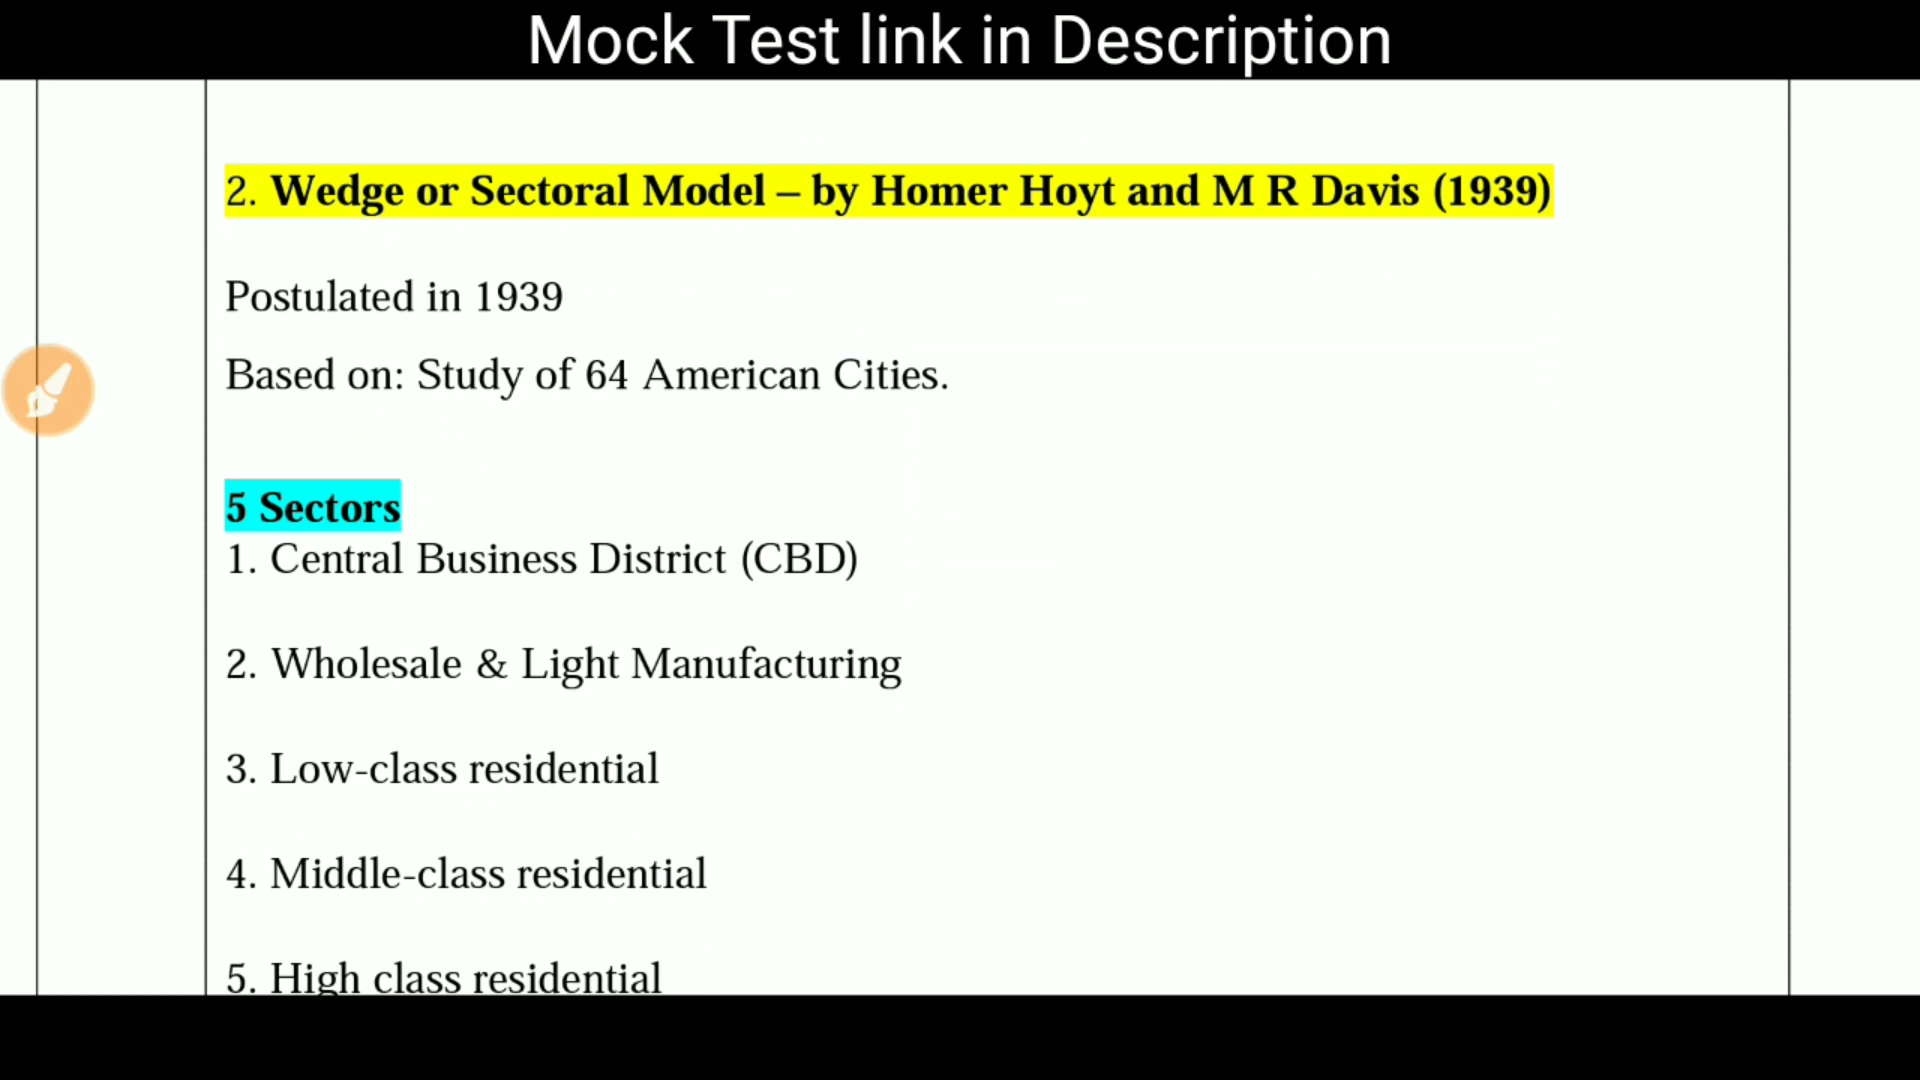 Mock Test link in Description
2. Wedge or Sectoral Model – by Homer Hoyt and M R Davis (1939)
Postulated in 1939
Based on: Study of 64 American Cities.
5 Sectors
1. Central Business District (CBD)
2. Wholesale & Light Manufacturing
3. Low-class residential
4. Middle-class residential
5. High class residential